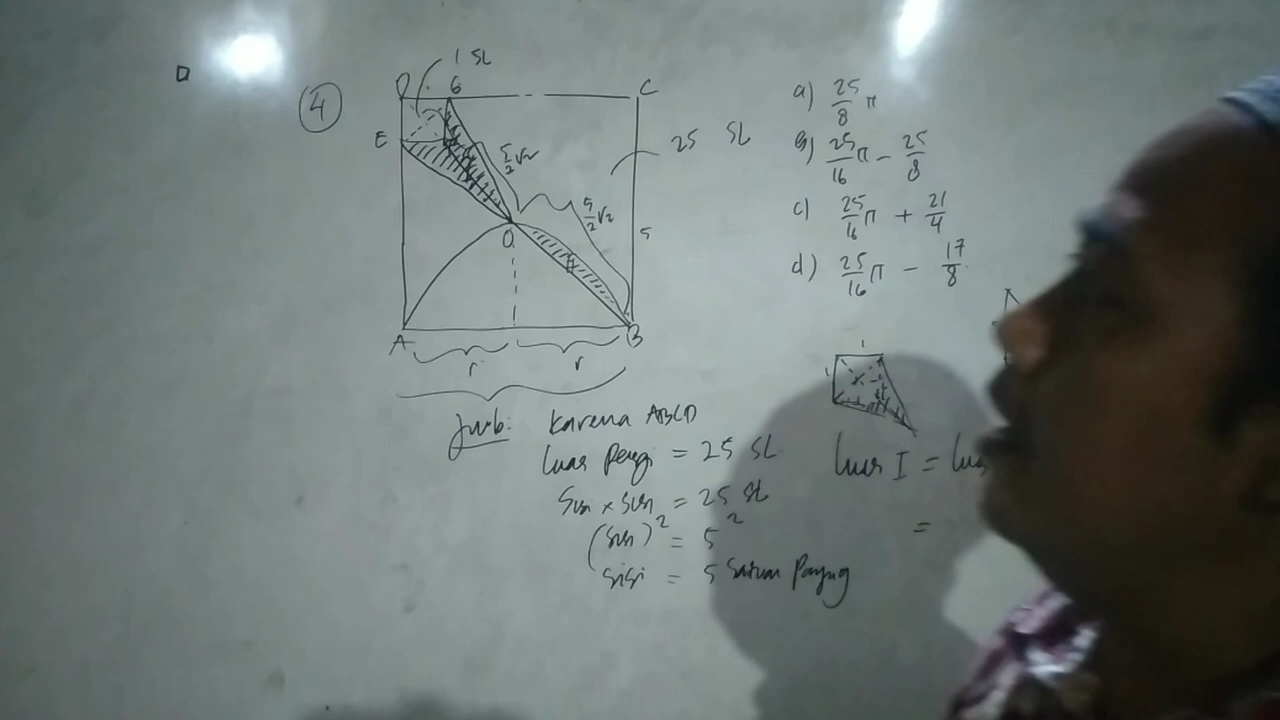 4
1 SL
D
G
C
E
5/2 √2
5/2 √2
25 SL
5
O
A
B
r
r
a) 25/8 π
b) 25/16 π - 25/8
c) 25/16 π + 21/4
d) 25/16 π - 17/8
1
1
Jwb: Karena ABCD
Luas Persegi = 25 SL
Sisi x Sisi = 25 SL
(Sisi)² = 5²
Sisi = 5 Satuan Panjang
Luas I =
=